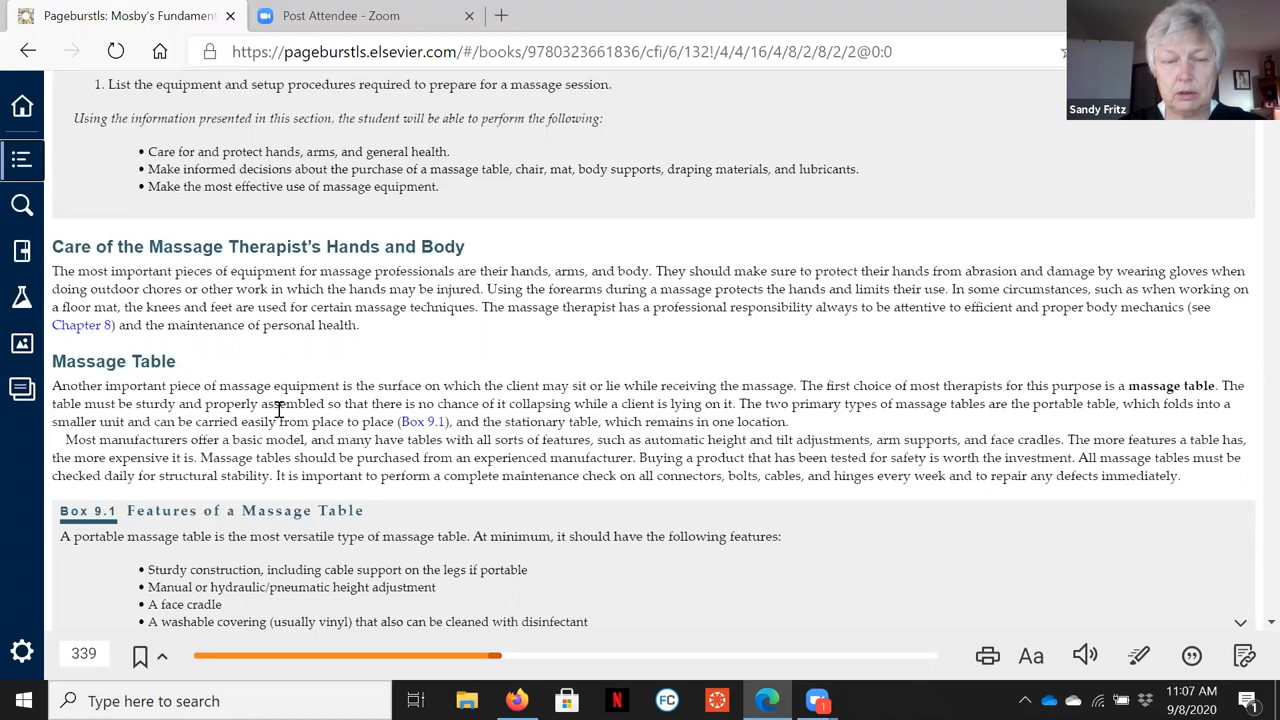 Pageburstls: Mosby's Fundamen
Post Attendee - Zoom
https://pageburstls.elsevier.com/#/books/9780323661836/cfi/6/132!/4/4/16/4/8/2/8/2/2@0:0
Sandy Fritz
1. List the equipment and setup procedures required to prepare for a massage session.
Using the information presented in this section, the student will be able to perform the following:
• Care for and protect hands, arms, and general health.
• Make informed decisions about the purchase of a massage table, chair, mat, body supports, draping materials, and lubricants.
• Make the most effective use of massage equipment.
Care of the Massage Therapist's Hands and Body
The most important pieces of equipment for massage professionals are their hands, arms, and body. They should make sure to protect their hands from abrasion and damage by wearing gloves when
doing outdoor chores or other work in which the hands may be injured. Using the forearms during a massage protects the hands and limits their use. In some circumstances, such as when working on
a floor mat, the knees and feet are used for certain massage techniques. The massage therapist has a professional responsibility always to be attentive to efficient and proper body mechanics (see
Chapter 8) and the maintenance of personal health.
Massage Table
Another important piece of massage equipment is the surface on which the client may sit or lie while receiving the massage. The first choice of most therapists for this purpose is a massage table. The
table must be sturdy and properly assembled so that there is no chance of it collapsing while a client is lying on it. The two primary types of massage tables are the portable table, which folds into a
smaller unit and can be carried easily from place to place (Box 9.1), and the stationary table, which remains in one location.
Most manufacturers offer a basic model, and many have tables with all sorts of features, such as automatic height and tilt adjustments, arm supports, and face cradles. The more features a table has,
the more expensive it is. Massage tables should be purchased from an experienced manufacturer. Buying a product that has been tested for safety is worth the investment. All massage tables must be
checked daily for structural stability. It is important to perform a complete maintenance check on all connectors, bolts, cables, and hinges every week and to repair any defects immediately.
Box 9.1 Features of a Massage Table
A portable massage table is the most versatile type of massage table. At minimum, it should have the following features:
• Sturdy construction, including cable support on the legs if portable
• Manual or hydraulic/pneumatic height adjustment
• A face cradle
• A washable covering (usually vinyl) that also can be cleaned with disinfectant
339
Aa
Type here to search
N
FC
1
11:07 AM
9/8/2020
1